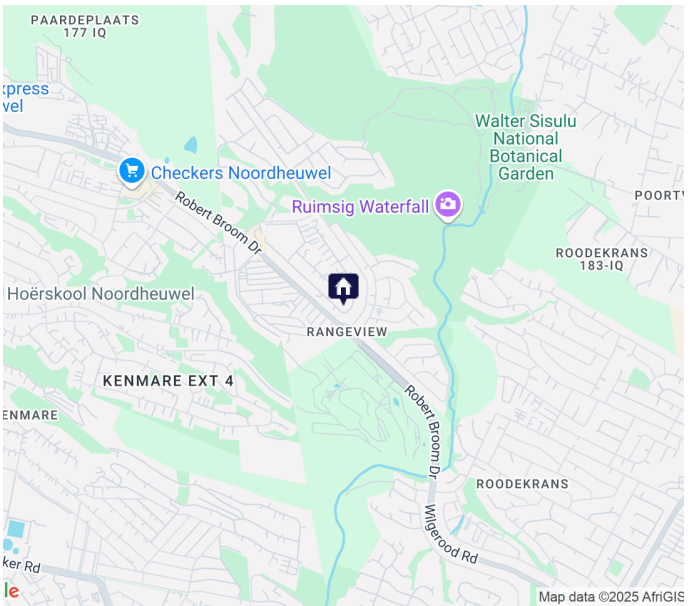 PAARDEPLAATS
177 IQ
xpress
wel
Walter Sisulu
National
Botanical
Garden
Checkers Noordheuwel
Robert Broom Dr
Ruimsig Waterfall
POORTV
ROODEKRANS
183-IQ
Hoërskool Noordheuwel
RANGEVIEW
KENMARE EXT 4
ENMARE
Robert Broom Dr
ROODEKRANS
Wilgerood Rd
ker Rd
le
Map data ©2025 AfriGIS